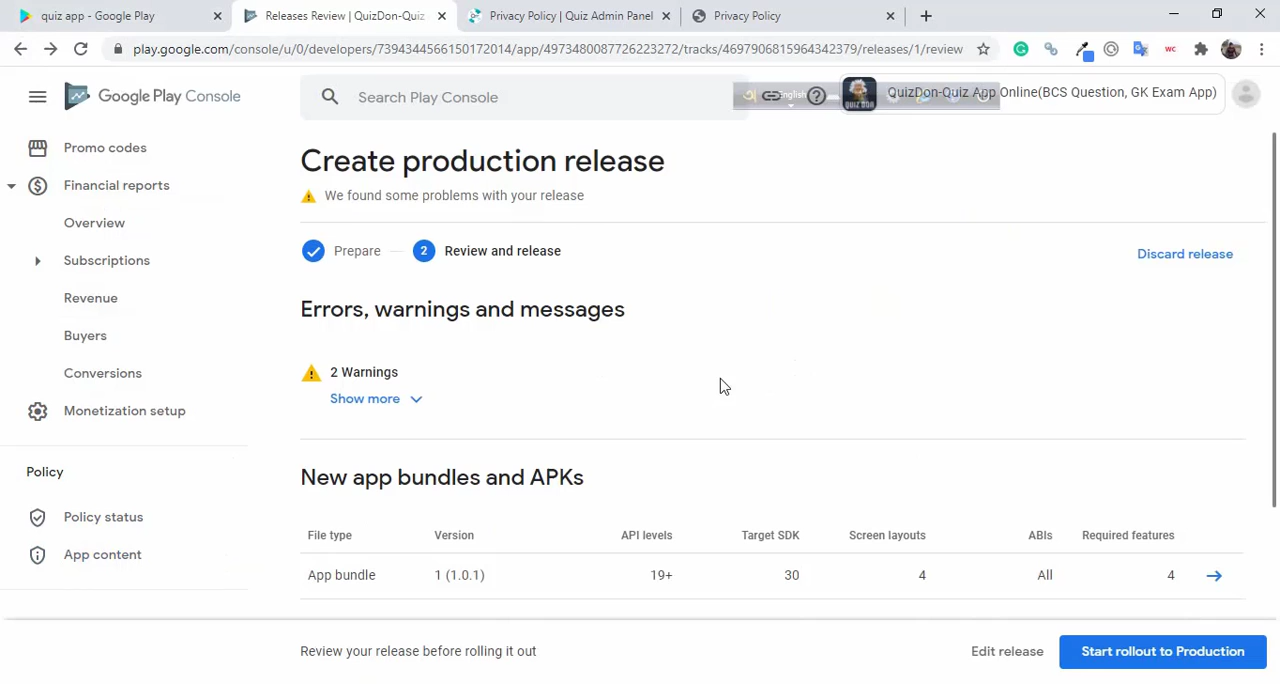 quiz app - Google Play
Releases Review | QuizDon-Quiz
Privacy Policy | Quiz Admin Panel
Privacy Policy
play.google.com/console/u/0/developers/7394344566150172014/app/4973480087726223272/tracks/4697906815964342379/releases/1/review
Google Play Console
Search Play Console
English
QuizDon-Quiz App Online(BCS Question, GK Exam App)
QUIZ DON
Promo codes
Financial reports
Overview
Subscriptions
Revenue
Buyers
Conversions
Monetization setup
Policy
Policy status
App content
Create production release
We found some problems with your release
Prepare
2 Review and release
Discard release
Errors, warnings and messages
2 Warnings
Show more
New app bundles and APKs
File type Version API levels Target SDK Screen layouts ABIs Required features
App bundle 1 (1.0.1) 19+ 30 4 All 4
Review your release before rolling it out
Edit release
Start rollout to Production